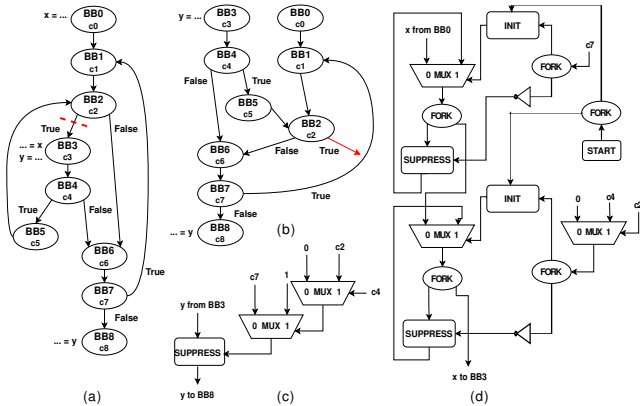 x = ...
BB0
c0
BB1
c1
BB2
c2
True
False
... = x
y = ...
BB3
c3
BB4
c4
True
False
BB5
c5
BB6
c6
BB7
c7
True
False
... = y
BB8
c8
(a)
y = ...
BB3
c3
BB0
c0
BB4
c4
BB1
c1
False
True
BB5
c5
BB2
c2
False
True
BB6
c6
BB7
c7
True
False
... = y
BB8
c8
(b)
0
c2
c7
1
0 MUX 1
c4
0 MUX 1
y from BB3
SUPPRESS
y to BB8
(c)
x from BB0
INIT
c7
0 MUX 1
FORK
FORK
FORK
SUPPRESS
START
INIT
0
c4
0 MUX 1
0 MUX 1
FORK
FORK
SUPPRESS
x to BB3
(d)